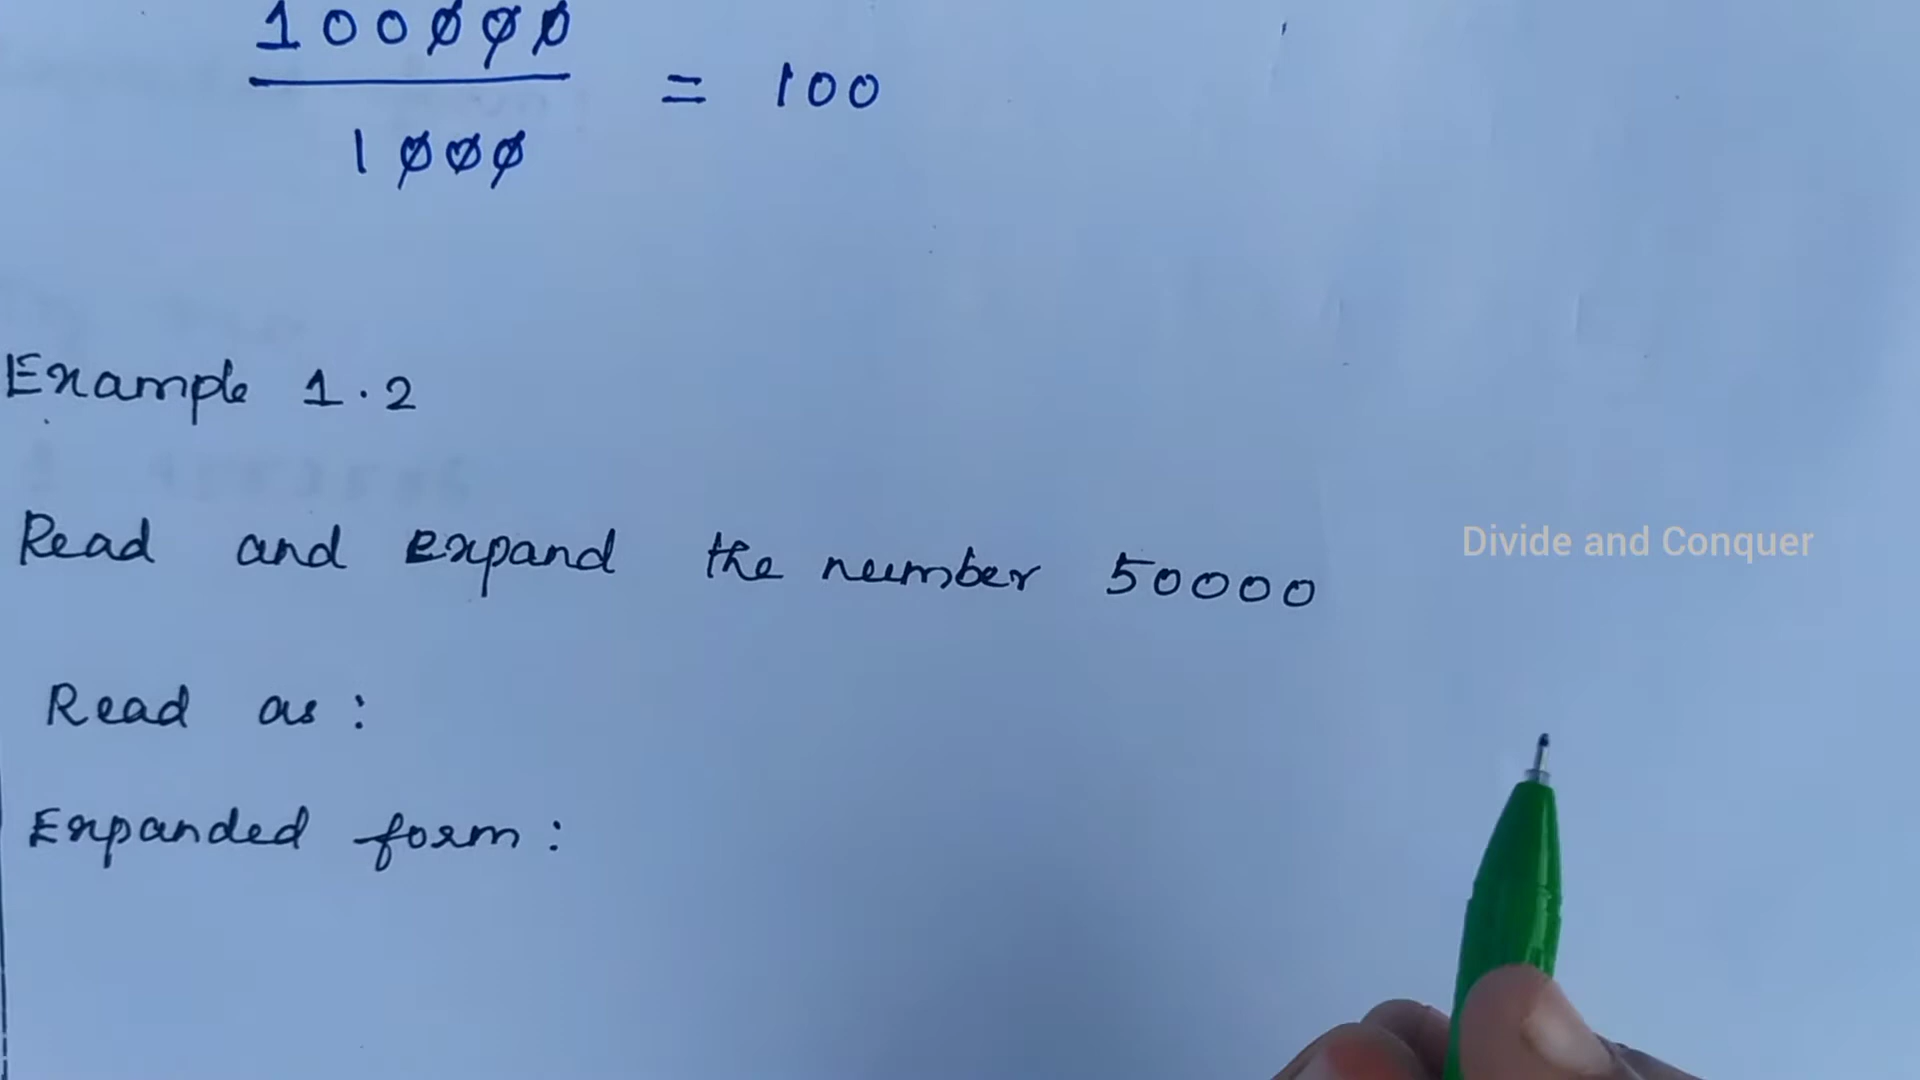 100000
= 100
1000
Example 1.2
Read and Expand the number 50000
Divide and Conquer
Read as :
Expanded form :